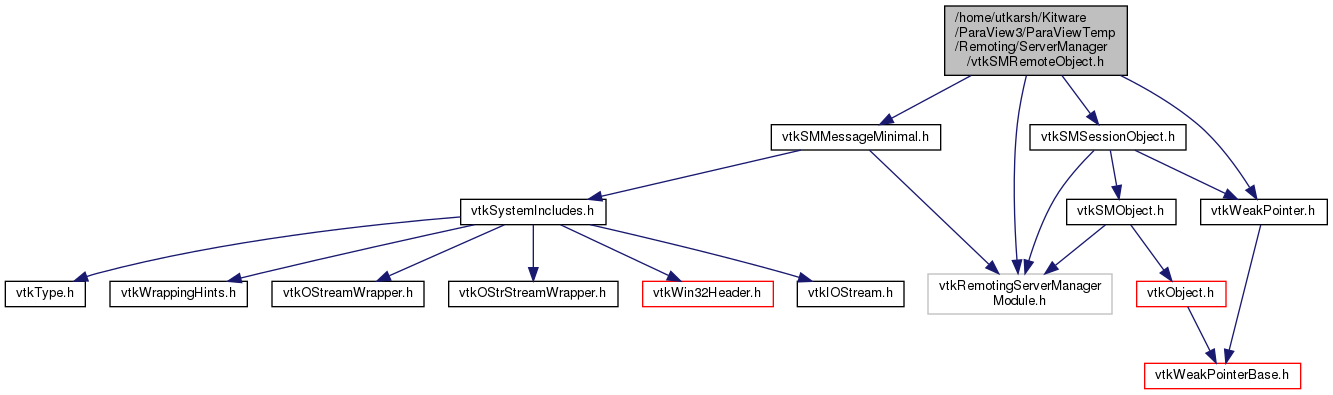 /home/utkarsh/Kitware
/ParaView3/ParaViewTemp
/Remoting/ServerManager
/vtkSMRemoteObject.h
vtkSMMessageMinimal.h
vtkSMSessionObject.h
vtkSystemIncludes.h
vtkSMObject.h
vtkWeakPointer.h
vtkType.h
vtkWrappingHints.h
vtkOStreamWrapper.h
vtkOStrStreamWrapper.h
vtkWin32Header.h
vtkIOStream.h
vtkRemotingServerManager
Module.h
vtkObject.h
vtkWeakPointerBase.h